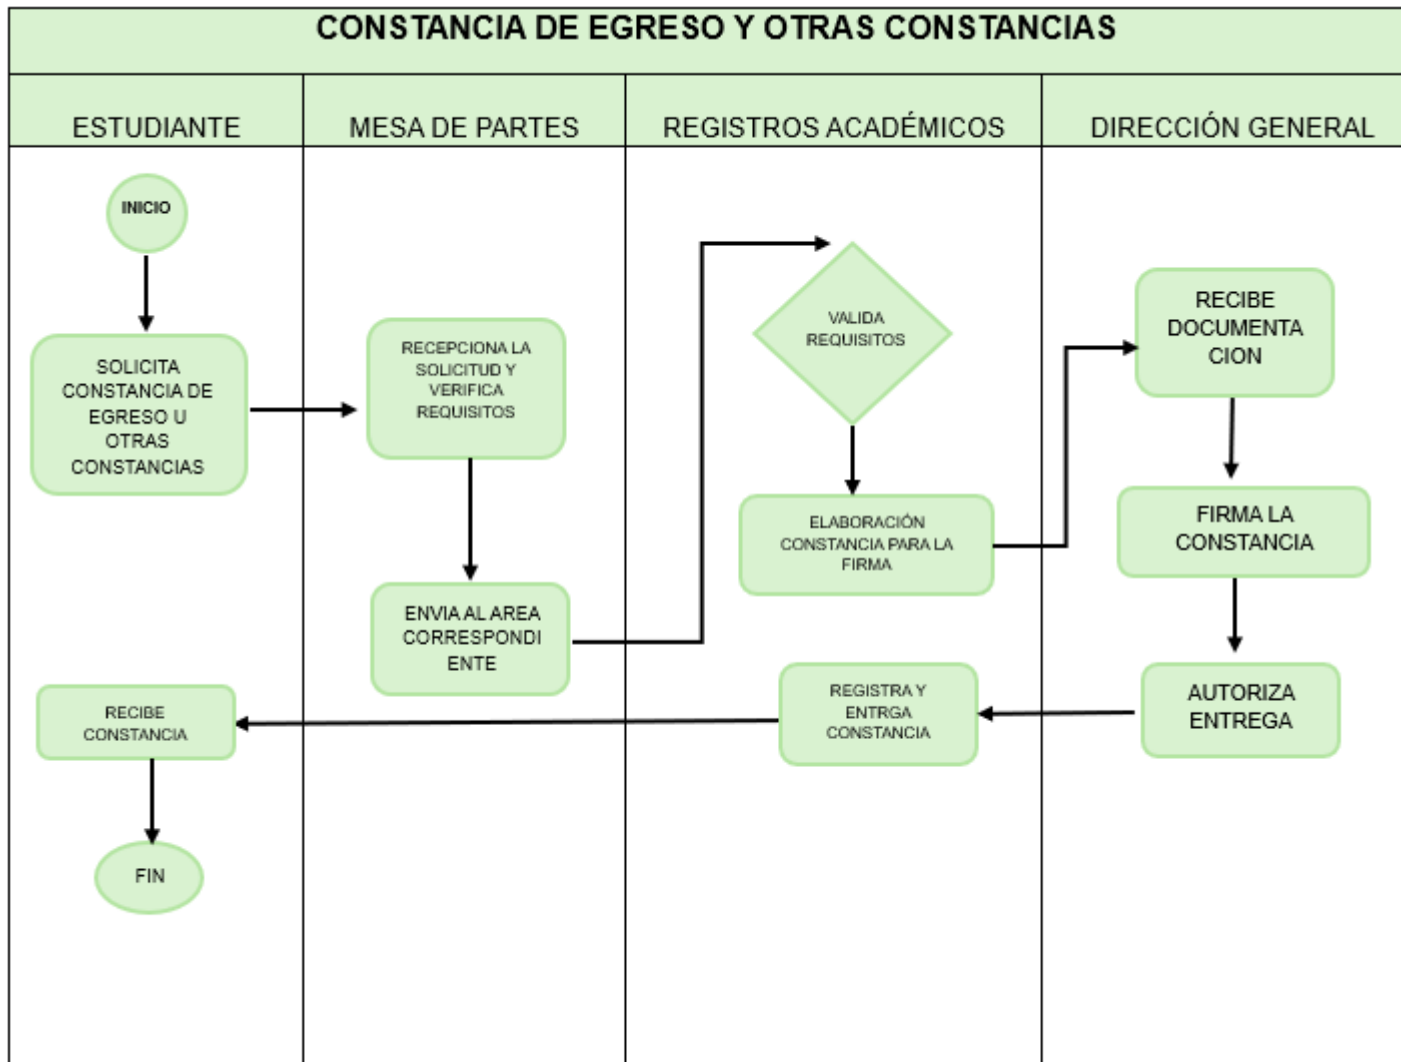 CONSTANCIA DE EGRESO Y OTRAS CONSTANCIAS
ESTUDIANTE
MESA DE PARTES
REGISTROS ACADÉMICOS
DIRECCIÓN GENERAL
INICIO
SOLICITA
CONSTANCIA DE
EGRESO U
OTRAS
CONSTANCIAS
RECEPCIONA LA
SOLICITUD Y
VERIFICA
REQUISITOS
ENVIA AL AREA
CORRESPONDI
ENTE
VALIDA
REQUISITOS
ELABORACIÓN
CONSTANCIA PARA LA
FIRMA
RECIBE
DOCUMENTA
CION
FIRMA LA
CONSTANCIA
AUTORIZA
ENTREGA
REGISTRA Y
ENTRGA
CONSTANCIA
RECIBE
CONSTANCIA
FIN